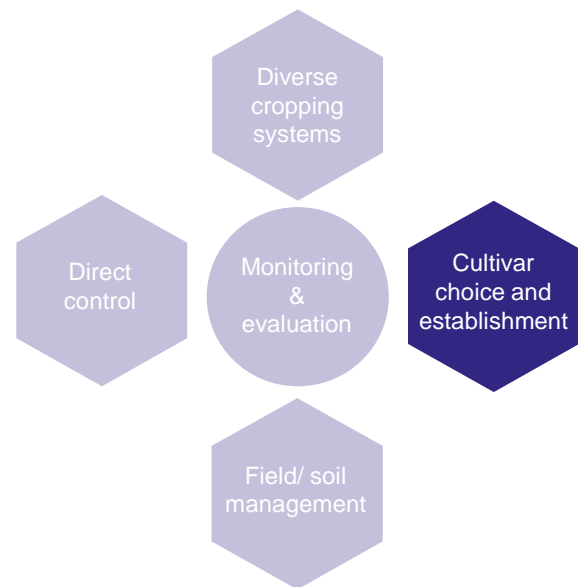 Diverse
cropping
systems
Direct
control
Monitoring
&
evaluation
Cultivar
choice and
establishment
Field/ soil
management